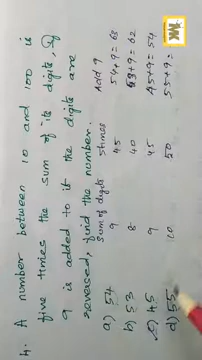 4. A number between 10 and 100 is
five times the sum of its digits, If
9 is added to it the digits are
reversed, find the number.
Sum of digits 5 times Add 9
a) 54 9 45 54+9=63
b) 53 8 40 53+9=62
c) 45 9 45 45+9=54
d) 55 10 50 55+9=